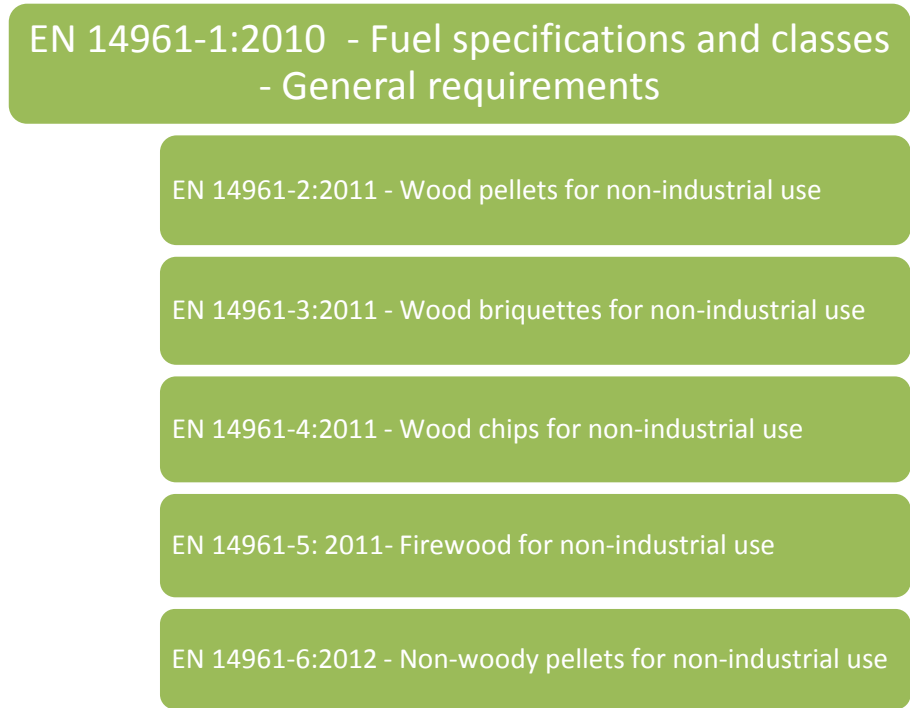 EN 14961-1:2010 - Fuel specifications and classes
- General requirements
EN 14961-2:2011 - Wood pellets for non-industrial use
EN 14961-3:2011 - Wood briquettes for non-industrial use
EN 14961-4:2011 - Wood chips for non-industrial use
EN 14961-5: 2011- Firewood for non-industrial use
EN 14961-6:2012 - Non-woody pellets for non-industrial use